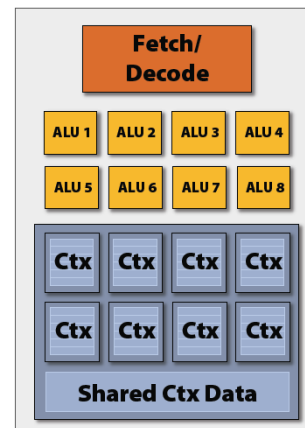 Fetch/
Decode
ALU 1 ALU 2 ALU 3 ALU 4
ALU 5 ALU 6 ALU 7 ALU 8
Ctx Ctx Ctx Ctx
Ctx Ctx Ctx Ctx
Shared Ctx Data